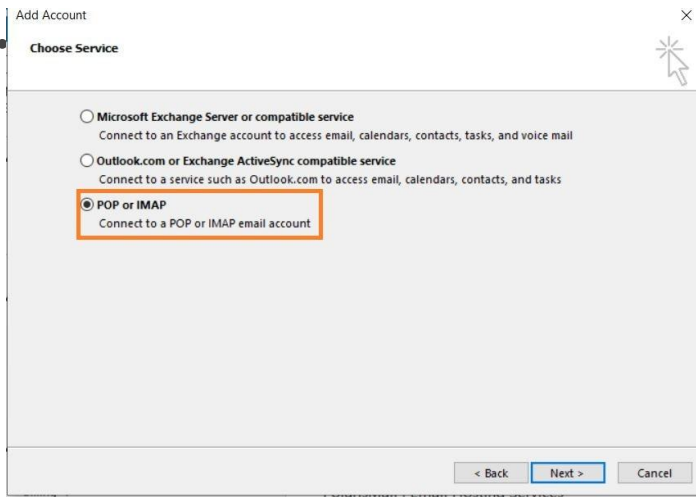 Add Account
Choose Service
Microsoft Exchange Server or compatible service
Connect to an Exchange account to access email, calendars, contacts, tasks, and voice mail
Outlook.com or Exchange ActiveSync compatible service
Connect to a service such as Outlook.com to access email, calendars, contacts, and tasks
POP or IMAP
Connect to a POP or IMAP email account
< Back Next > Cancel